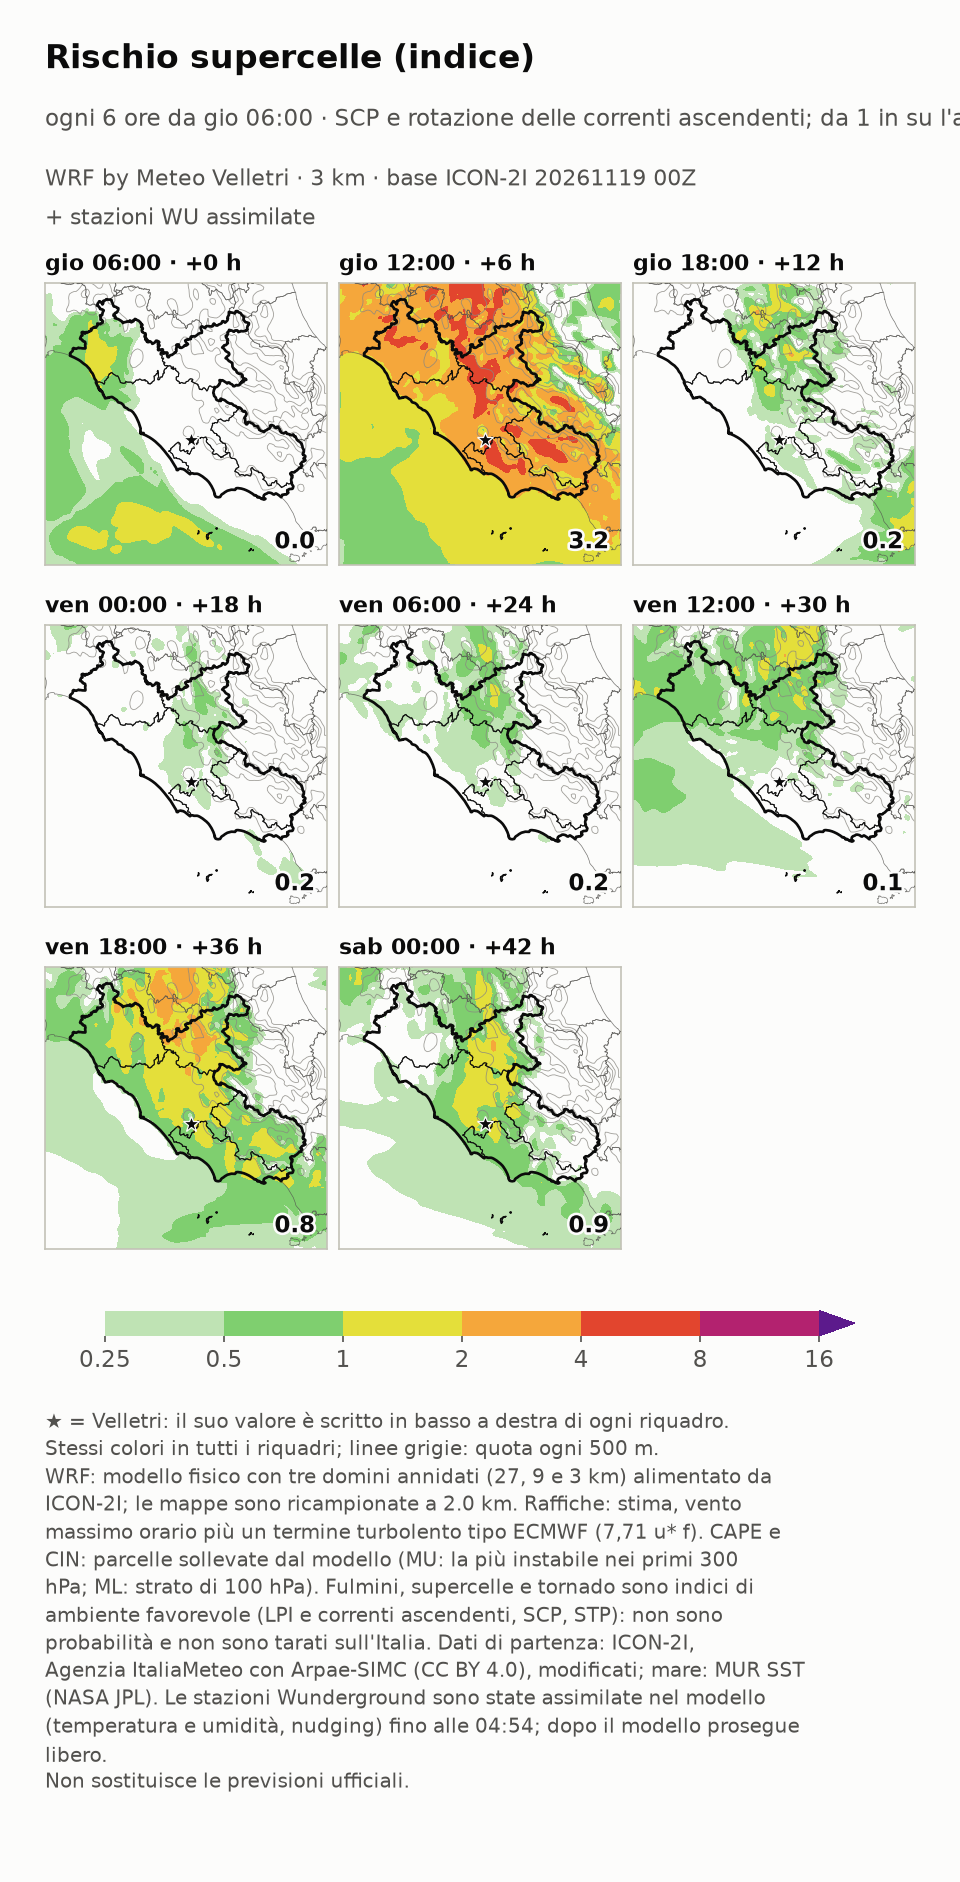 Rischio supercelle (indice)
ogni 6 ore da gio 06:00 · SCP e rotazione delle correnti ascendenti; da 1 in su l'a
WRF by Meteo Velletri · 3 km · base ICON-2I 20261119 00Z
+ stazioni WU assimilate
gio 06:00 · +0 h
gio 12:00 · +6 h
gio 18:00 · +12 h
0.0
3.2
0.2
ven 00:00 · +18 h
ven 06:00 · +24 h
ven 12:00 · +30 h
0.2
0.2
0.1
ven 18:00 · +36 h
sab 00:00 · +42 h
0.8
0.9
0.25 0.5 1 2 4 8 16
★ = Velletri: il suo valore è scritto in basso a destra di ogni riquadro.
Stessi colori in tutti i riquadri; linee grigie: quota ogni 500 m.
WRF: modello fisico con tre domini annidati (27, 9 e 3 km) alimentato da
ICON-2I; le mappe sono ricampionate a 2.0 km. Raffiche: stima, vento
massimo orario più un termine turbolento tipo ECMWF (7,71 u* f). CAPE e
CIN: parcelle sollevate dal modello (MU: la più instabile nei primi 300
hPa; ML: strato di 100 hPa). Fulmini, supercelle e tornado sono indici di
ambiente favorevole (LPI e correnti ascendenti, SCP, STP): non sono
probabilità e non sono tarati sull'Italia. Dati di partenza: ICON-2I,
Agenzia ItaliaMeteo con Arpae-SIMC (CC BY 4.0), modificati; mare: MUR SST
(NASA JPL). Le stazioni Wunderground sono state assimilate nel modello
(temperatura e umidità, nudging) fino alle 04:54; dopo il modello prosegue
libero.
Non sostituisce le previsioni ufficiali.